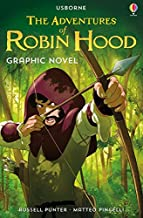 USBORNE
THE ADVENTURES
OF
ROBIN HOOD
GRAPHIC NOVEL
RUSSELL PUNTER • MATTEO PINCELLI